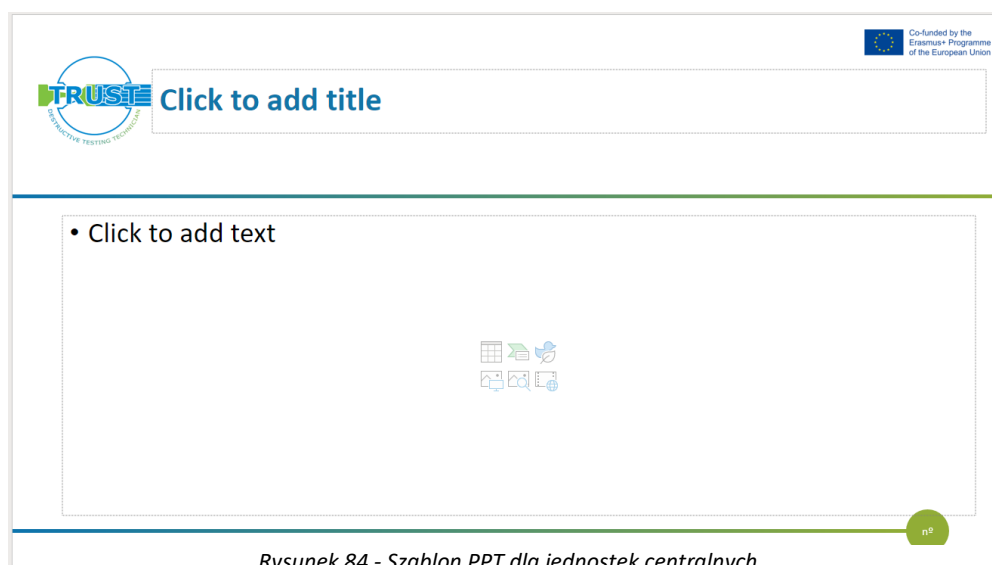 Co-funded by the
Erasmus+ Programme
of the European Union
TRUST
DESTRUCTIVE TESTING TECHNICIAN
Click to add title
• Click to add text
nº
Rysunek 84 - Szablon PPT dla jednostek centralnych